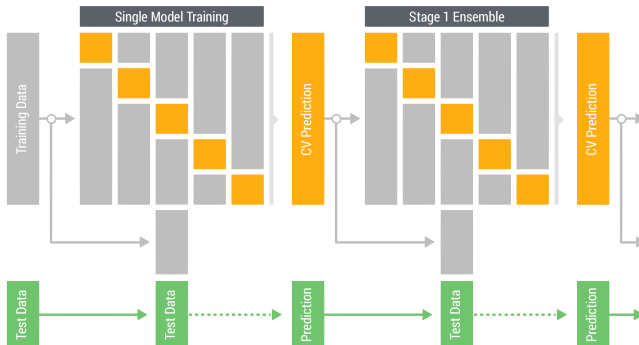 Single Model Training
Stage 1 Ensemble
Training Data
CV Prediction
CV Prediction
Test Data
Test Data
Prediction
Test Data
Prediction